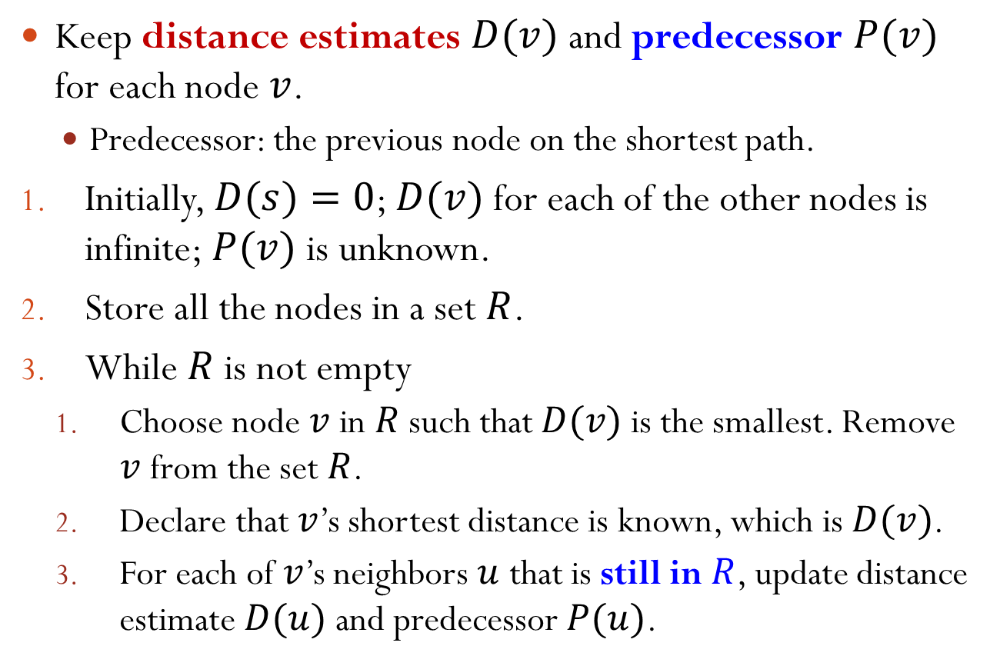 • Keep distance estimates D(v) and predecessor P(v)
for each node v.
• Predecessor: the previous node on the shortest path.
1. Initially, D(s) = 0; D(v) for each of the other nodes is
infinite; P(v) is unknown.
2. Store all the nodes in a set R.
3. While R is not empty
1. Choose node v in R such that D(v) is the smallest. Remove
v from the set R.
2. Declare that v’s shortest distance is known, which is D(v).
3. For each of v’s neighbors u that is still in R, update distance
estimate D(u) and predecessor P(u).